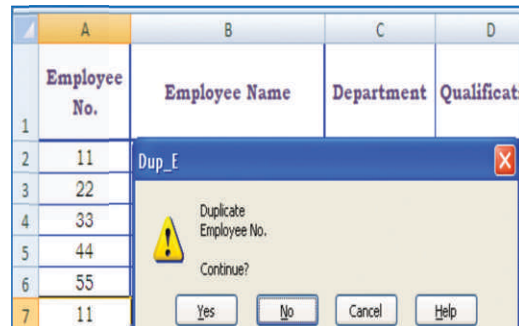 A B C D
Employee No. Employee Name Department Qualificat
1
2 11
3 22
4 33
5 44
6 55
7 11
Dup_E
Duplicate
Employee No.
Continue?
Yes No Cancel Help